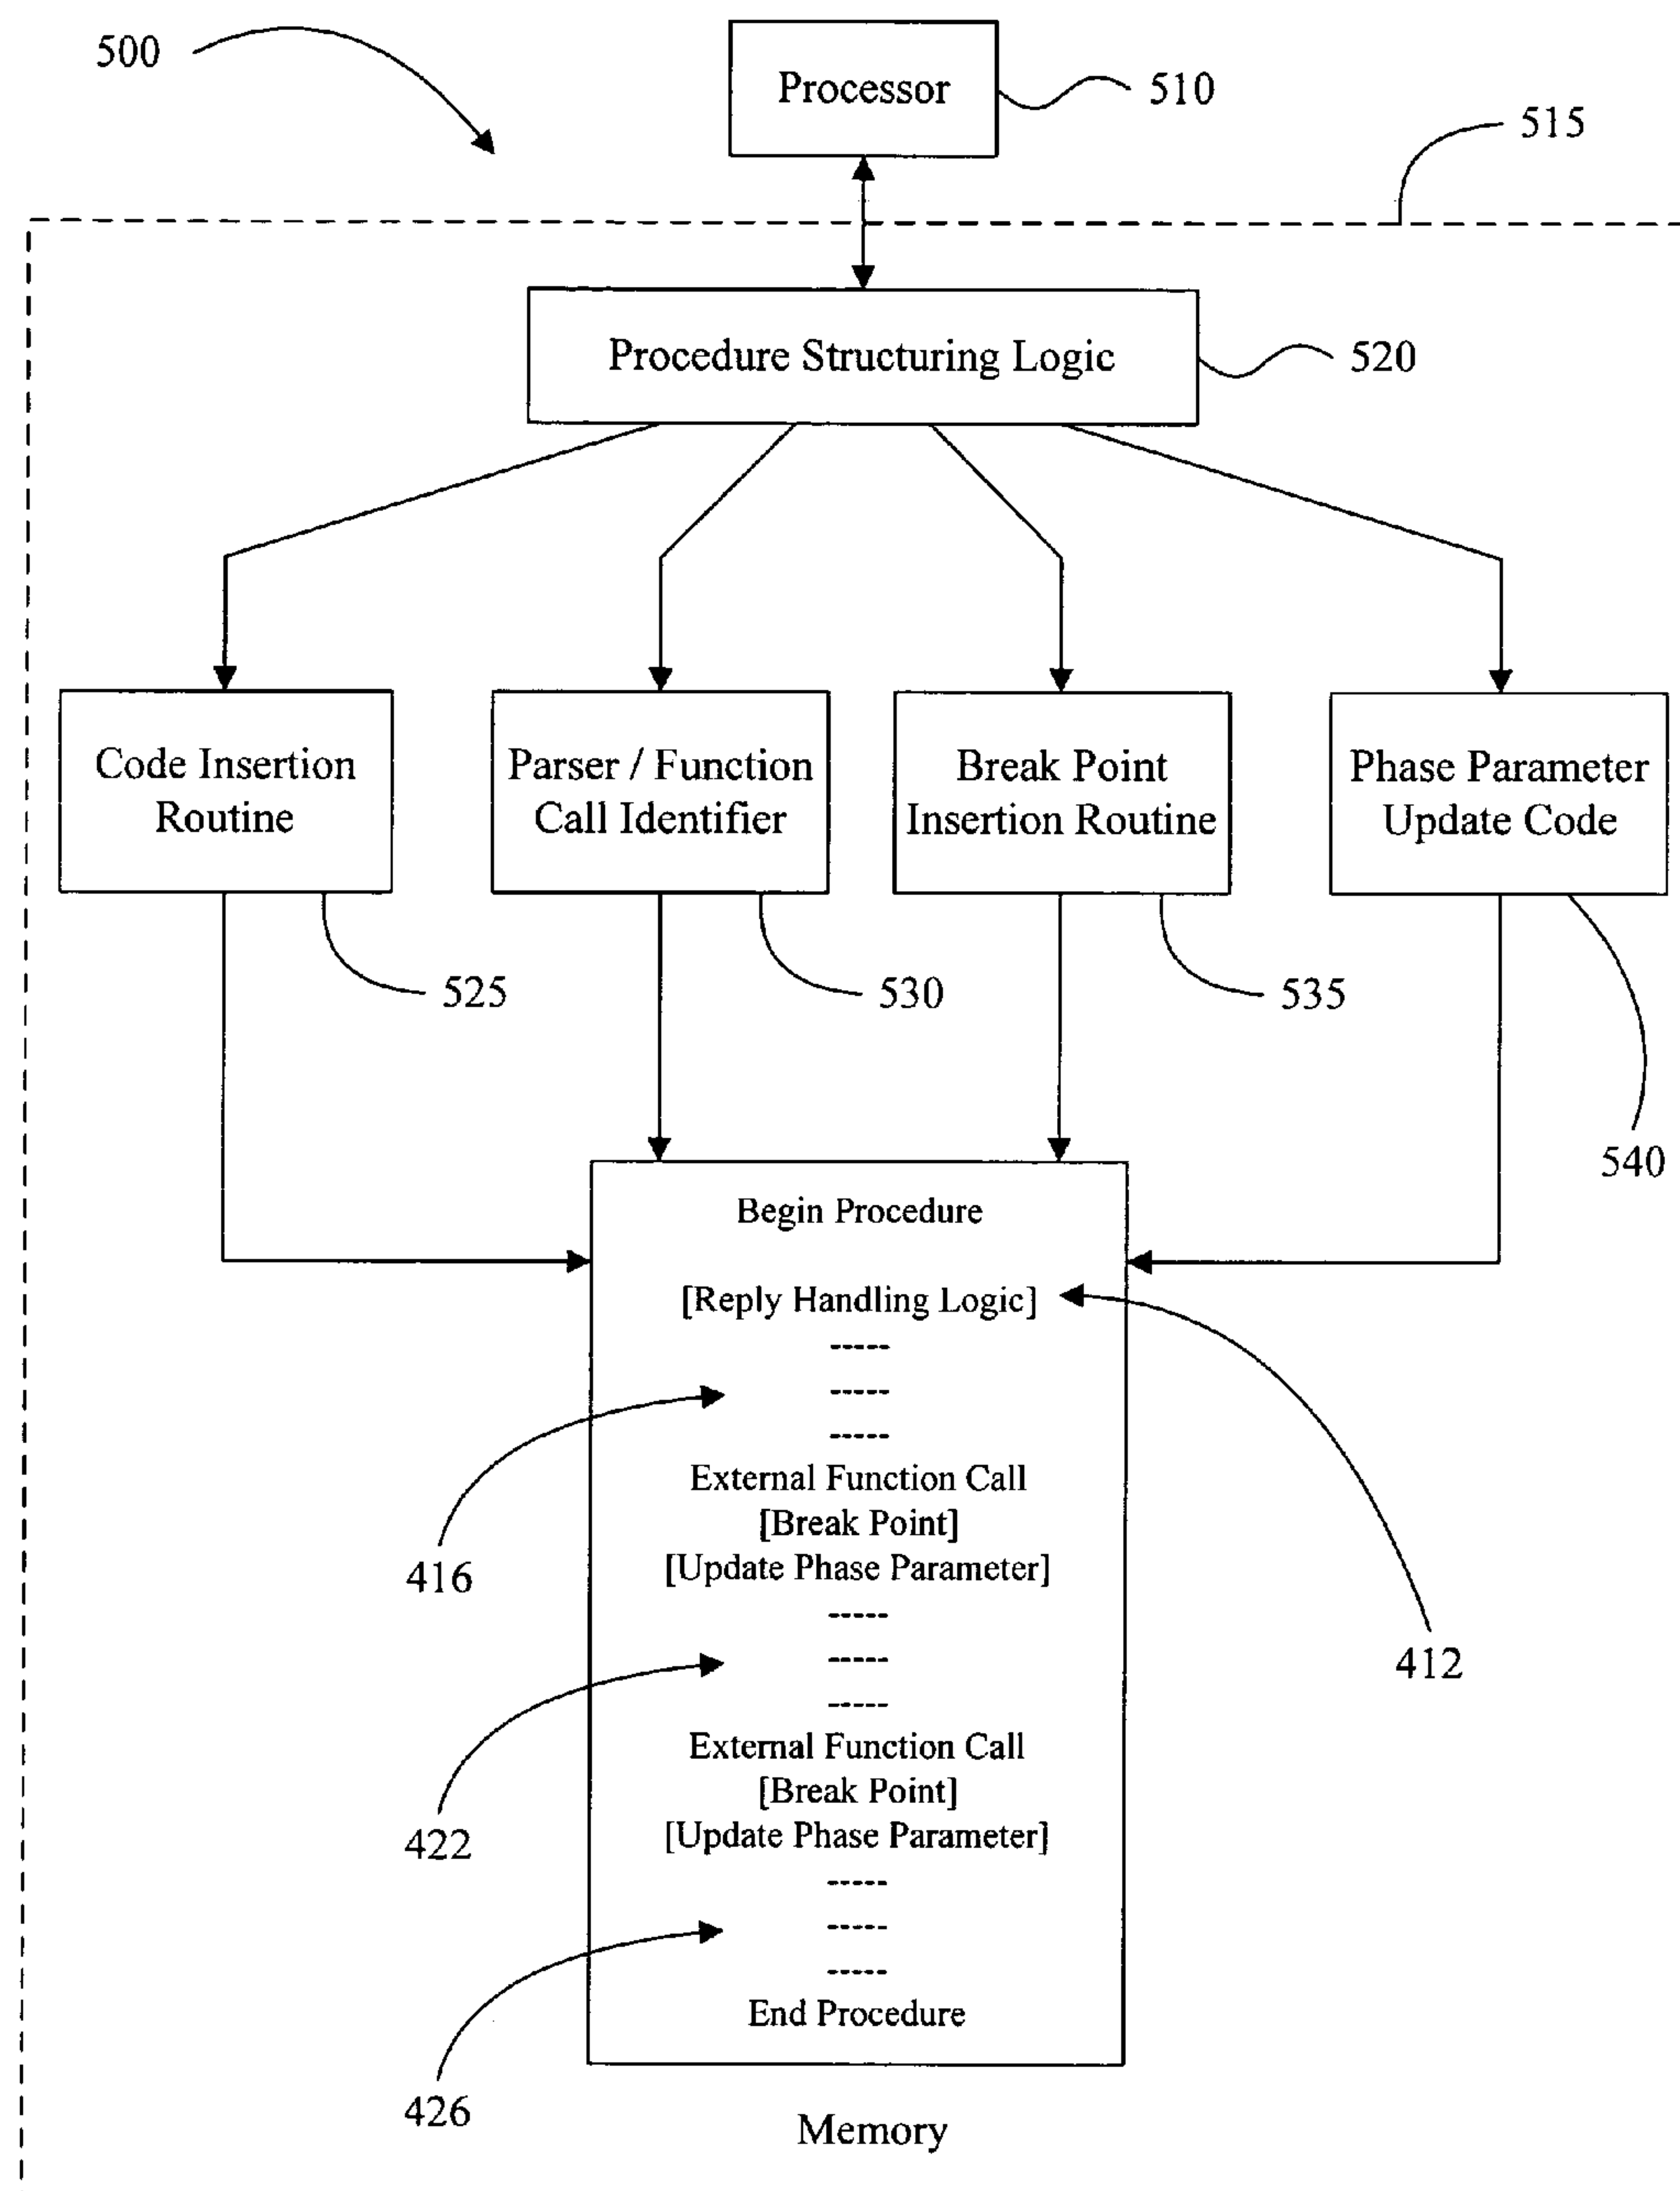 500
Processor
510
515
Procedure Structuring Logic
520
Code Insertion
Routine
Parser / Function
Call Identifier
Break Point
Insertion Routine
Phase Parameter
Update Code
525
530
535
540
Begin Procedure
[Reply Handling Logic]
-----
-----
-----
External Function Call
[Break Point]
[Update Phase Parameter]
416
-----
-----
-----
412
External Function Call
[Break Point]
[Update Phase Parameter]
422
-----
-----
-----
End Procedure
426
Memory